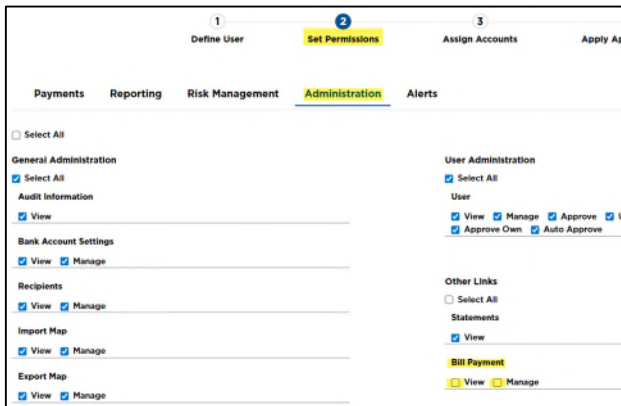 1 2 3
Define User Set Permissions Assign Accounts Apply Ap
Payments Reporting Risk Management Administration Alerts
Select All
General Administration
Select All
Audit Information
View
Bank Account Settings
View Manage
Recipients
View Manage
Import Map
View Manage
Export Map
View Manage
User Administration
Select All
User
View Manage Approve U
Approve Own Auto Approve
Other Links
Select All
Statements
View
Bill Payment
View Manage